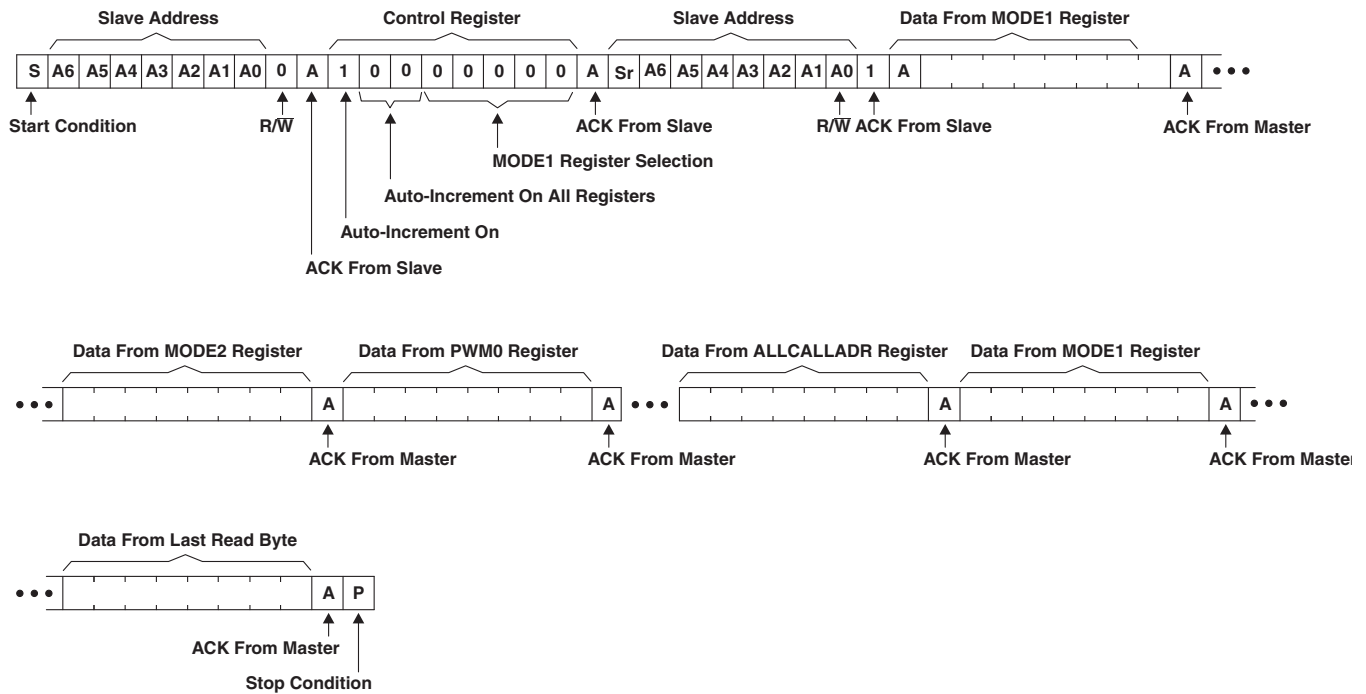 Slave Address Control Register Slave Address Data From MODE1 Register
S A6 A5 A4 A3 A2 A1 A0 0 A 1 0 0 0 0 0 0 0 A Sr A6 A5 A4 A3 A2 A1 A0 1 A A
Start Condition R/W̅ ACK From Slave R/W̅ ACK From Slave ACK From Master
MODE1 Register Selection
Auto-Increment On All Registers
Auto-Increment On
ACK From Slave
Data From MODE2 Register Data From PWM0 Register Data From ALLCALLADR Register Data From MODE1 Register
A A A A
ACK From Master ACK From Master ACK From Master ACK From Master
Data From Last Read Byte
A P
ACK From Master
Stop Condition